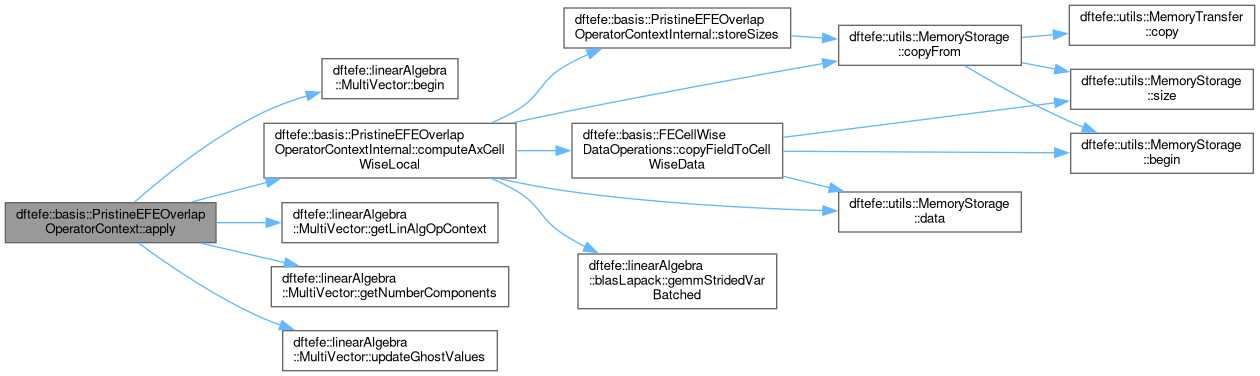 dftefe::basis::PristineEFEOverlap
OperatorContext::apply
dftefe::linearAlgebra
::MultiVector::begin
dftefe::basis::PristineEFEOverlap
OperatorContextInternal::computeAxCell
WiseLocal
dftefe::linearAlgebra
::MultiVector::getLinAlgOpContext
dftefe::linearAlgebra
::MultiVector::getNumberComponents
dftefe::linearAlgebra
::MultiVector::updateGhostValues
dftefe::basis::PristineEFEOverlap
OperatorContextInternal::storeSizes
dftefe::basis::FECellWise
DataOperations::copyFieldToCell
WiseData
dftefe::linearAlgebra
::blasLapack::gemmStridedVar
Batched
dftefe::utils::MemoryStorage
::copyFrom
dftefe::utils::MemoryStorage
::data
dftefe::utils::MemoryTransfer
::copy
dftefe::utils::MemoryStorage
::size
dftefe::utils::MemoryStorage
::begin